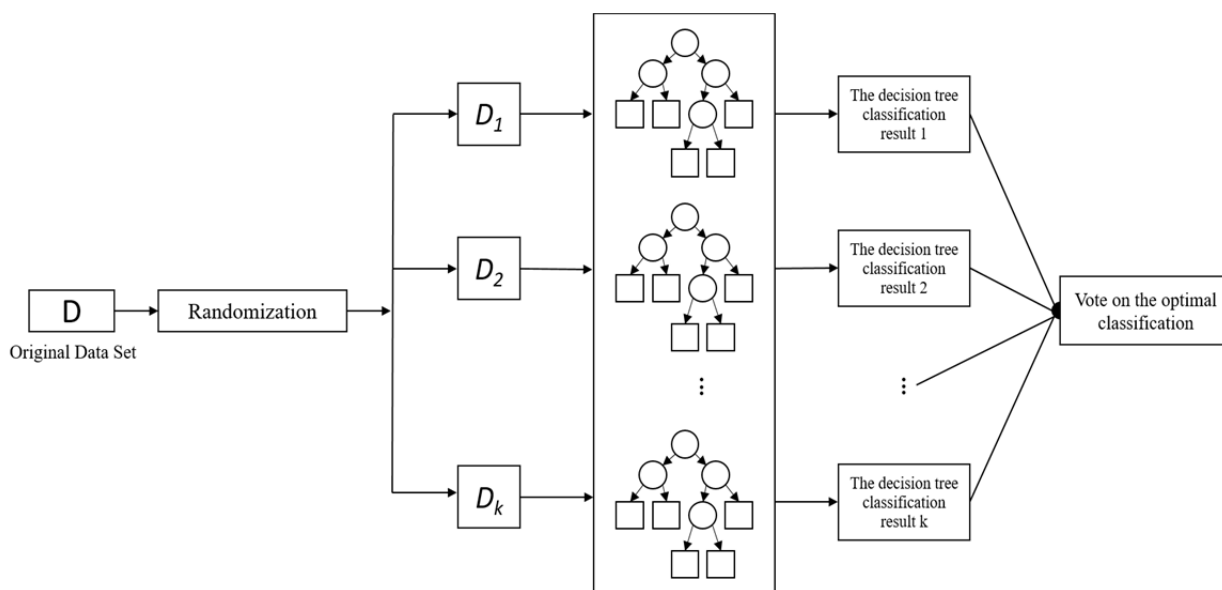 D
Original Data Set
Randomization
D1
D2
Dk
The decision tree
classification
result 1
The decision tree
classification
result 2
The decision tree
classification
result k
Vote on the optimal
classification